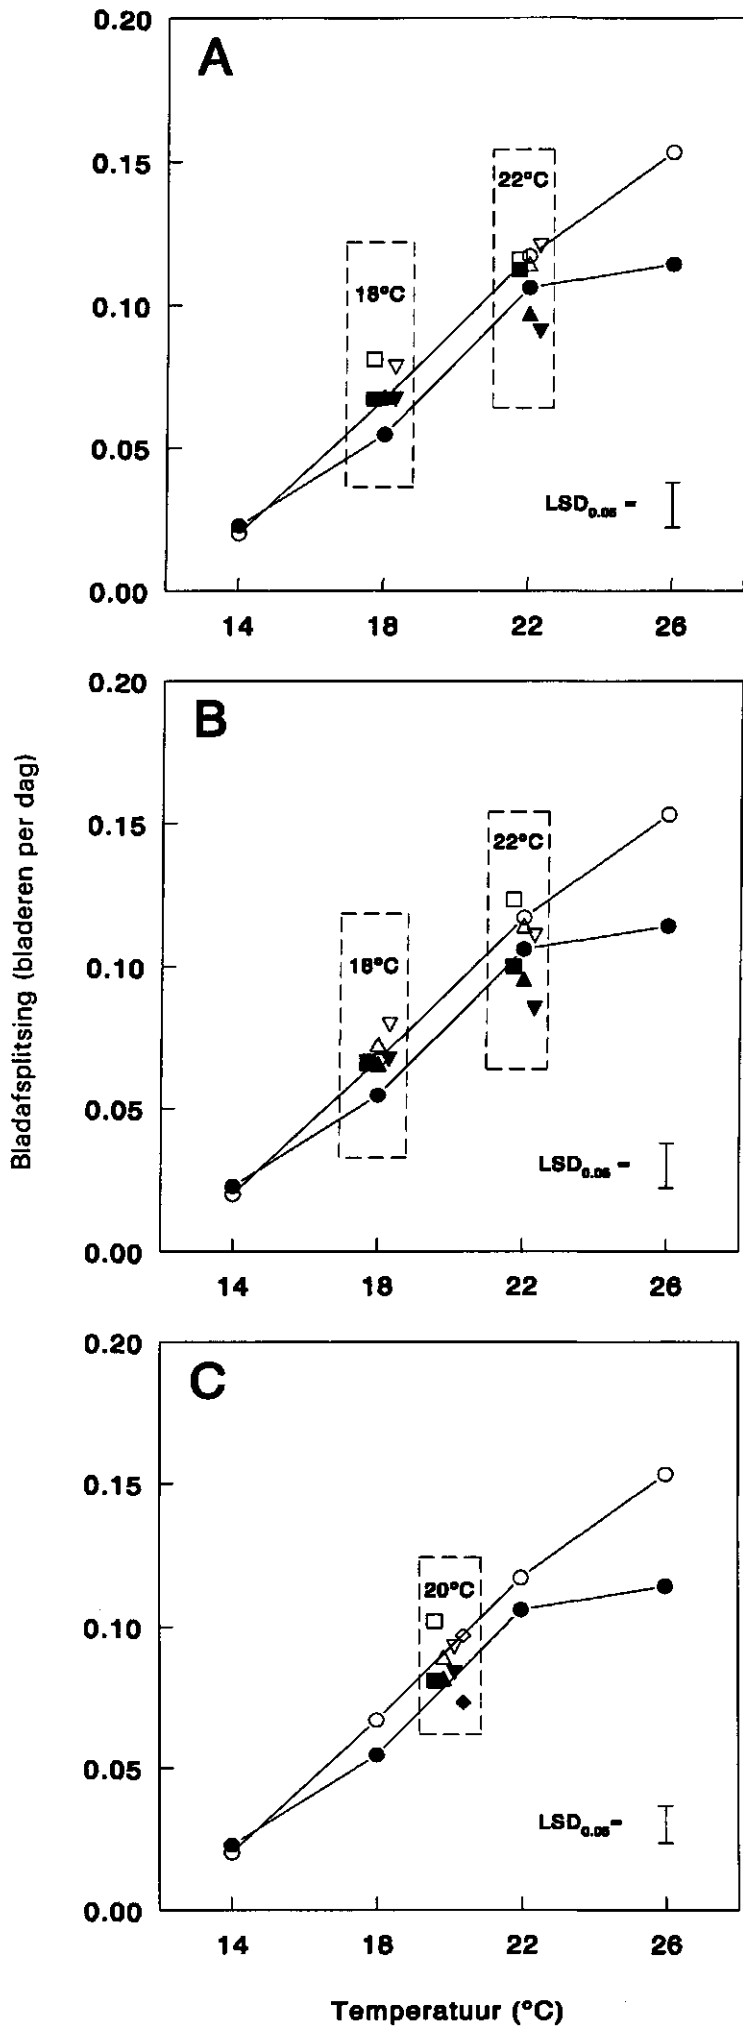 A
0.20
0.15
0.10
0.05
0.00
22°C
18°C
LSD0.05 =
14 18 22 26
B
0.20
0.15
0.10
0.05
0.00
22°C
18°C
LSD0.05 =
14 18 22 26
Bladafsplitsing (bladeren per dag)
C
0.20
0.15
0.10
0.05
0.00
20°C
LSD0.05=
14 18 22 26
Temperatuur (°C)